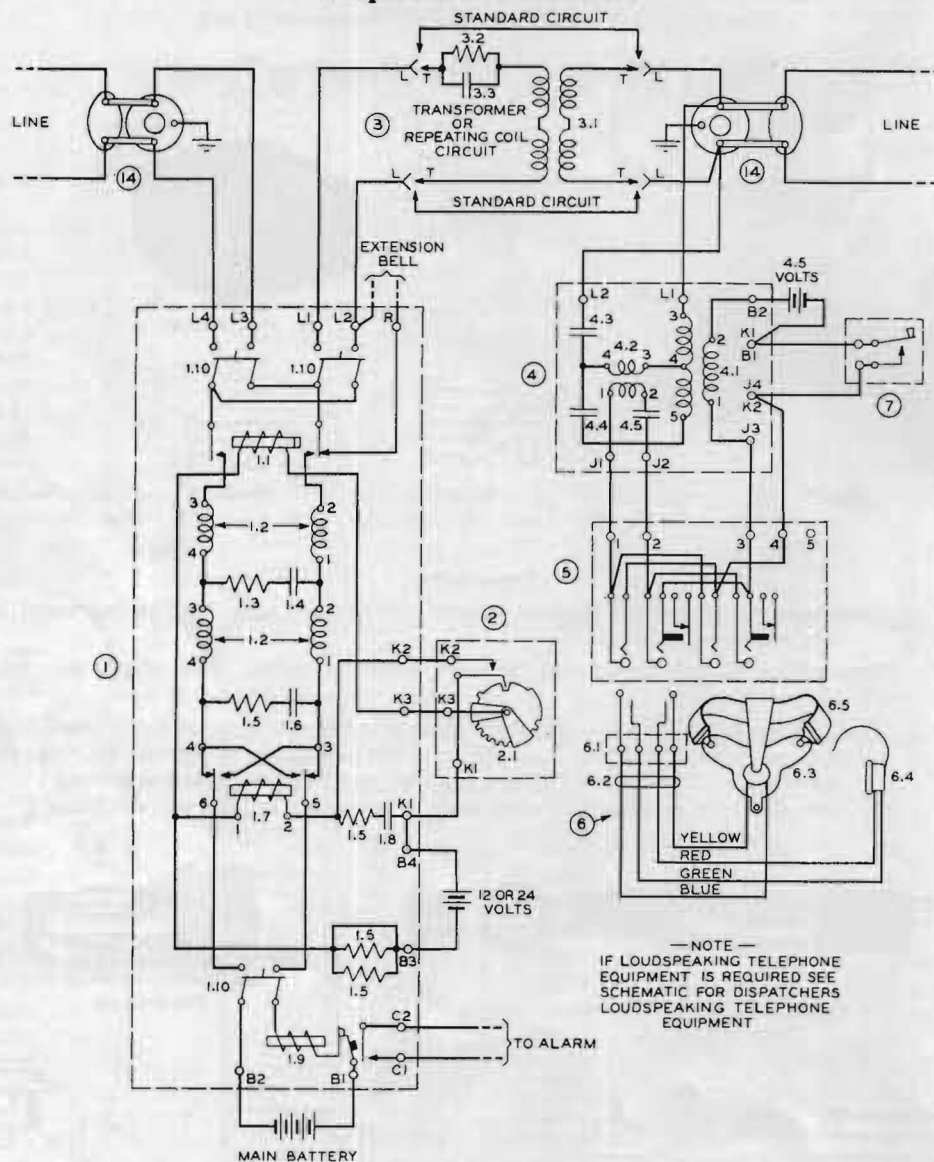 STANDARD CIRCUIT
3.2
L T
T L
3.3
TRANSFORMER
OR
REPEATING COIL
CIRCUIT
3
3.1
LINE
14
LINE
14
L T
T L
STANDARD CIRCUIT
EXTENSION
BELL
L4 L3 L1 L2 R
1.10
1.10
1.1
3 2
1.2
4 1
1.3 1.4
3 2
1.2
4 1
1.5 1.6
4 3
6 5
1 1.7 2
1.5 1.8
K1
B4
12 OR 24
VOLTS
1.5
B3
1.5
1.10
1.9
C2
TO ALARM
C1
B2 B1
MAIN BATTERY
1
2
K2 K2
K3 K3
2.1
K1
4.5
VOLTS
L2 L1 B2
4.3
3
4.2
4 3 4
2
4.1
1
K1
B1
J4
K2
J3
4
1 2
5
4.4 4.5
J1 J2
7
1 2 3 4 5
5
6.5
6.1
6.3
6.4
6.2
6
YELLOW
RED
GREEN
BLUE
— NOTE —
IF LOUDSPEAKING TELEPHONE
EQUIPMENT IS REQUIRED SEE
SCHEMATIC FOR DISPATCHERS
LOUDSPEAKING TELEPHONE
EQUIPMENT